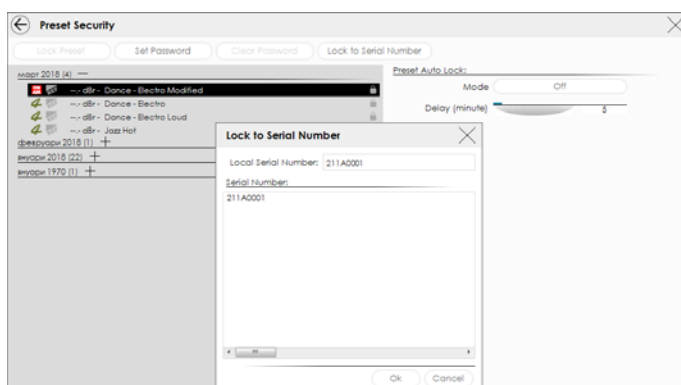 Preset Security
Lock Preset Set Password Clear Password Lock to Serial Number
март 2018 (4)
--.- dBr - Dance - Electro Modified
--.- dBr - Dance - Electro
--.- dBr - Dance - Electro Loud
--.- dBr - Jazz Hot
февруари 2018 (1)
януари 2018 (22)
януари 1970 (1)
Preset Auto Lock:
Mode Off
Delay (minute) 5
Lock to Serial Number
Local Serial Number: 211A0001
Serial Number:
211A0001
Ok Cancel